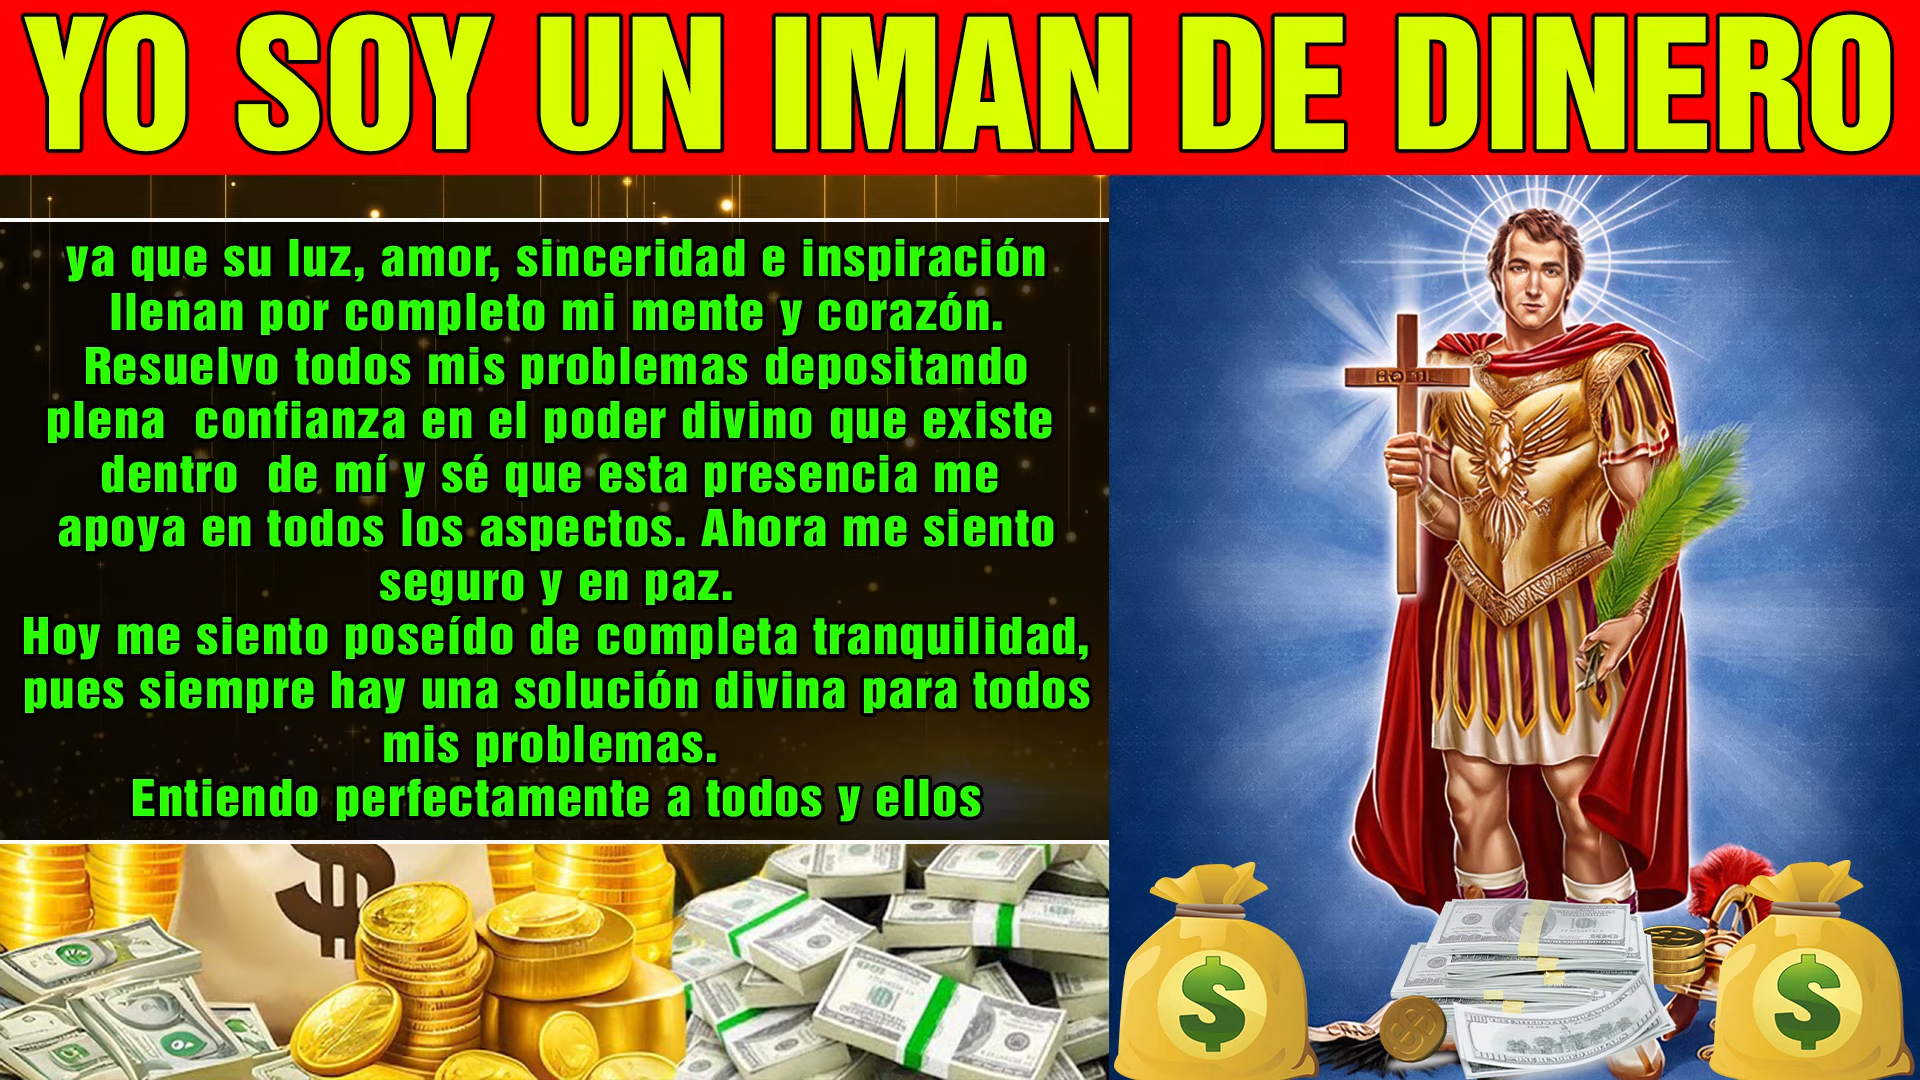 YO SOY UN IMAN DE DINERO
ya que su luz, amor, sinceridad e inspiración
llenan por completo mi mente y corazón.
Resuelvo todos mis problemas depositando
plena confianza en el poder divino que existe
dentro de mí y sé que esta presencia me
apoya en todos los aspectos. Ahora me siento
seguro y en paz.
Hoy me siento poseído de completa tranquilidad,
pues siempre hay una solución divina para todos
mis problemas.
Entiendo perfectamente a todos y ellos
$
$
$